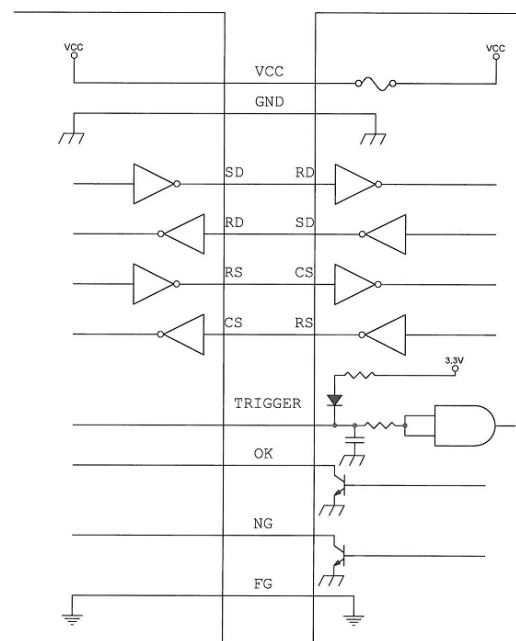 VCC VCC VCC
GND
SD RD
RD SD
RS CS
CS RS
3.3V
TRIGGER
OK
NG
FG